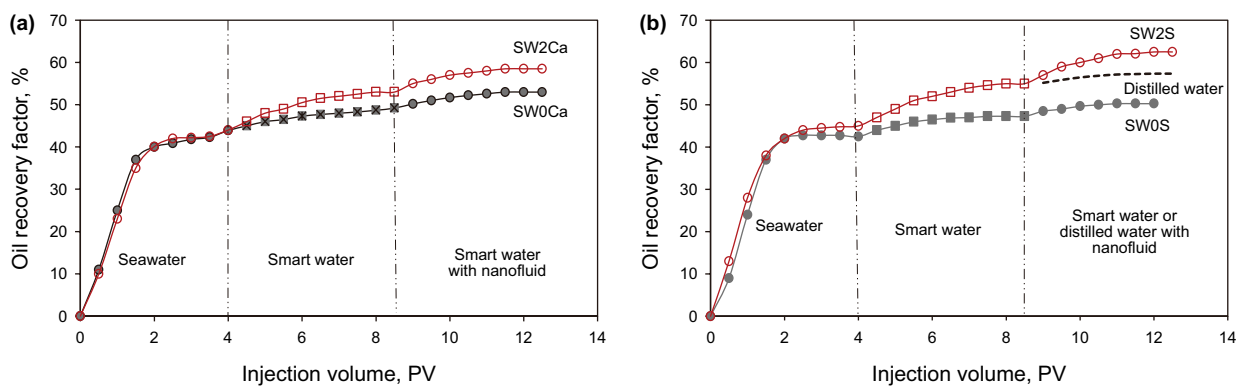 (a)
70
60
50
40
30
20
10
0
Oil recovery factor, %
SW2Ca
SW0Ca
Seawater
Smart water
Smart water
with nanofluid
0 2 4 6 8 10 12 14
Injection volume, PV
(b)
70
60
50
40
30
20
10
0
Oil recovery factor, %
SW2S
Distilled water
SW0S
Seawater
Smart water
Smart water or
distilled water with
nanofluid
0 2 4 6 8 10 12 14
Injection volume, PV